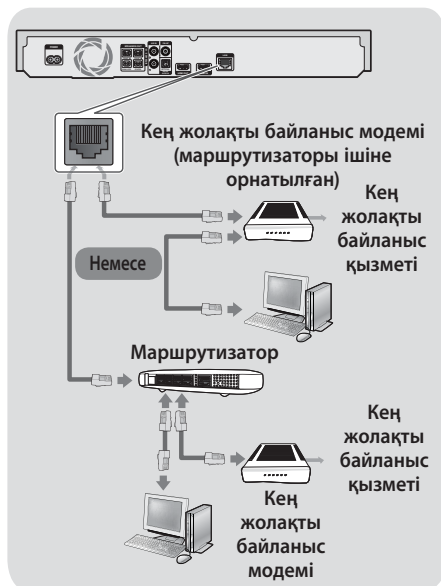 Кең жолақты байланыс модемі
(маршрутизаторы ішіне
орнатылған)
Кең
жолақты
байланыс
қызметі
Немесе
Маршрутизатор
Кең
жолақты
байланыс
қызметі
Кең
жолақты
байланыс
модемі